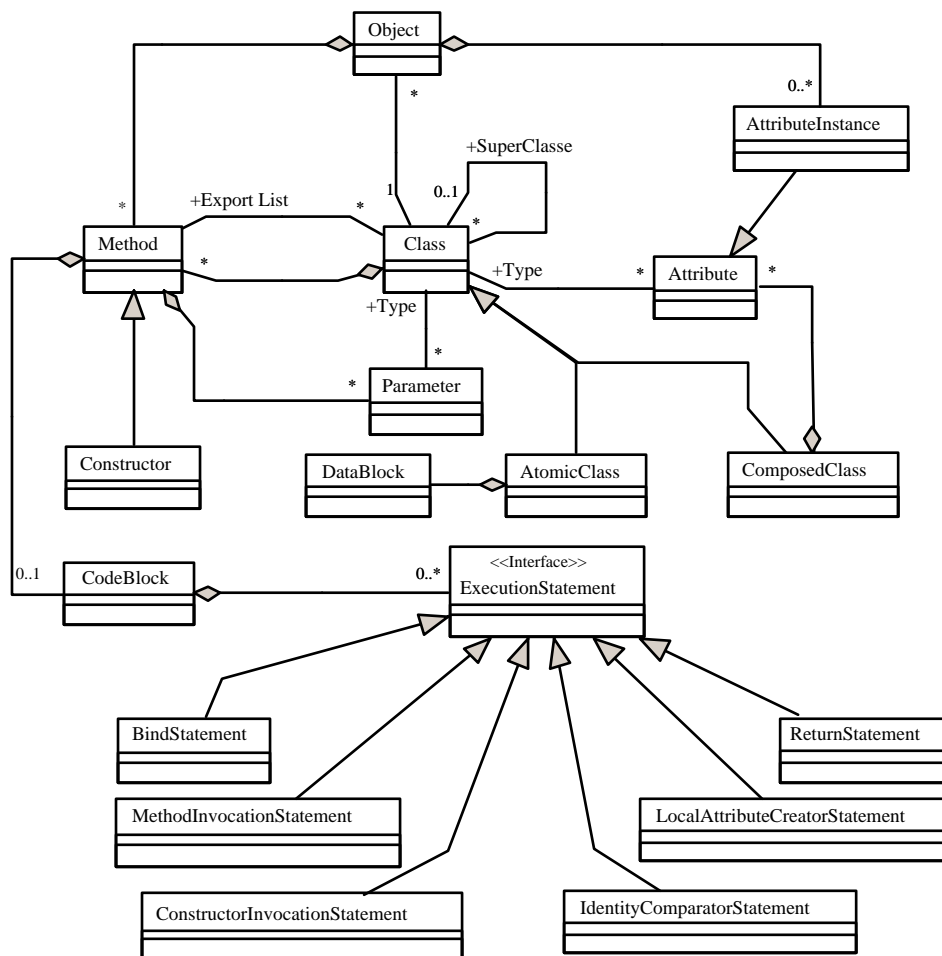 Object
*
0..*
AttributeInstance
+SuperClasse
*
1
0..1
*
+Export List
*
*
Method
Class
*
+Type
*
Attribute
*
+Type
*
*
Parameter
Constructor
DataBlock
AtomicClass
ComposedClass
0..1
CodeBlock
0..*
<<Interface>>
ExecutionStatement
BindStatement
ReturnStatement
MethodInvocationStatement
LocalAttributeCreatorStatement
ConstructorInvocationStatement
IdentityComparatorStatement